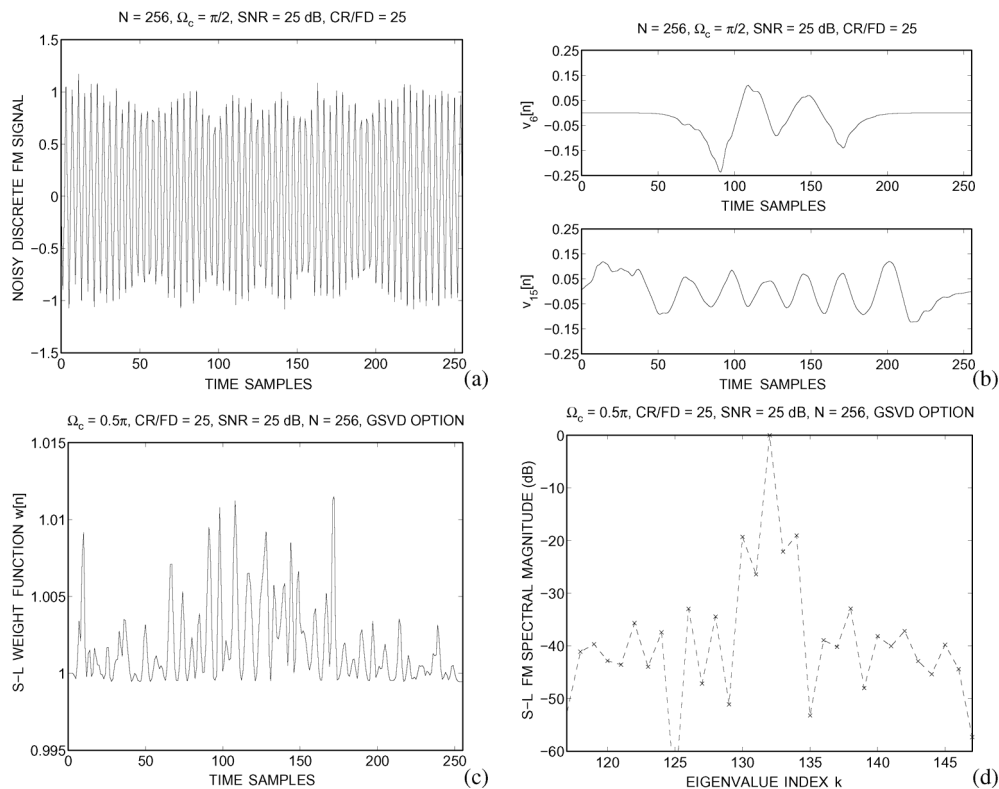 N = 256, Ω_c = π/2, SNR = 25 dB, CR/FD = 25
1.5
1
0.5
0
−0.5
−1
−1.5
NOISY DISCRETE FM SIGNAL
0 50 100 150 200 250
TIME SAMPLES
(a)
N = 256, Ω_c = π/2, SNR = 25 dB, CR/FD = 25
0.25
0.15
0.05
−0.05
−0.15
−0.25
v_6[n]
0 50 100 150 200 250
TIME SAMPLES
0.25
0.15
0.05
−0.05
−0.15
−0.25
v_15[n]
0 50 100 150 200 250
TIME SAMPLES
(b)
Ω_c = 0.5π, CR/FD = 25, SNR = 25 dB, N = 256, GSVD OPTION
1.015
1.01
1.005
1
0.995
S−L WEIGHT FUNCTION w[n]
0 50 100 150 200 250
TIME SAMPLES
(c)
Ω_c = 0.5π, CR/FD = 25, SNR = 25 dB, N = 256, GSVD OPTION
0
−10
−20
−30
−40
−50
−60
S−L FM SPECTRAL MAGNITUDE (dB)
120 125 130 135 140 145
EIGENVALUE INDEX k
(d)